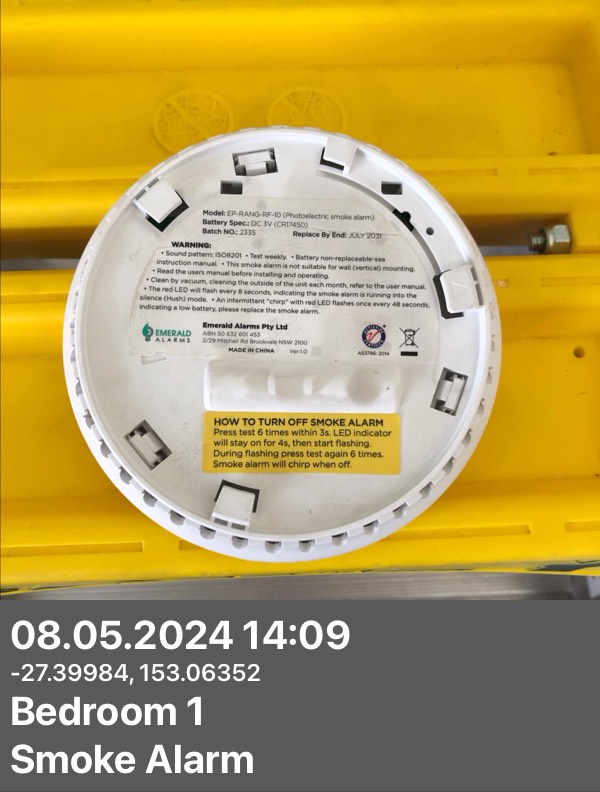 Model: EP-RANG-RF-10 (Photoelectric smoke alarm)
Battery Spec.: DC 3V (CR17450)
Batch NO.: 2335 Replace By End: JULY 2031
WARNING:
• Sound pattern: ISO8201 • Test weekly. • Battery non-replaceable-see
instruction manual. • This smoke alarm is not suitable for wall (vertical) mounting.
• Read the users manual before installing and operating.
• Clean by vacuum, cleaning the outside of the unit each month, refer to the user manual.
• The red LED will flash every 8 seconds, indicating the smoke alarm is running into the
silence (Hush) mode. • An intermittent "chirp" with red LED flashes once every 48 seconds,
indicating a low battery, please replace the smoke alarm.
EMERALD
ALARMS
Emerald Alarms Pty Ltd
ABN 50 632 601 453
2/29 Mitchell Rd Brookvale NSW 2100
MADE IN CHINA Ver:1.0
AS3786: 2014
HOW TO TURN OFF SMOKE ALARM
Press test 6 times within 3s. LED indicator
will stay on for 4s, then start flashing.
During flashing press test again 6 times.
Smoke alarm will chirp when off.
08.05.2024 14:09
-27.39984, 153.06352
Bedroom 1
Smoke Alarm